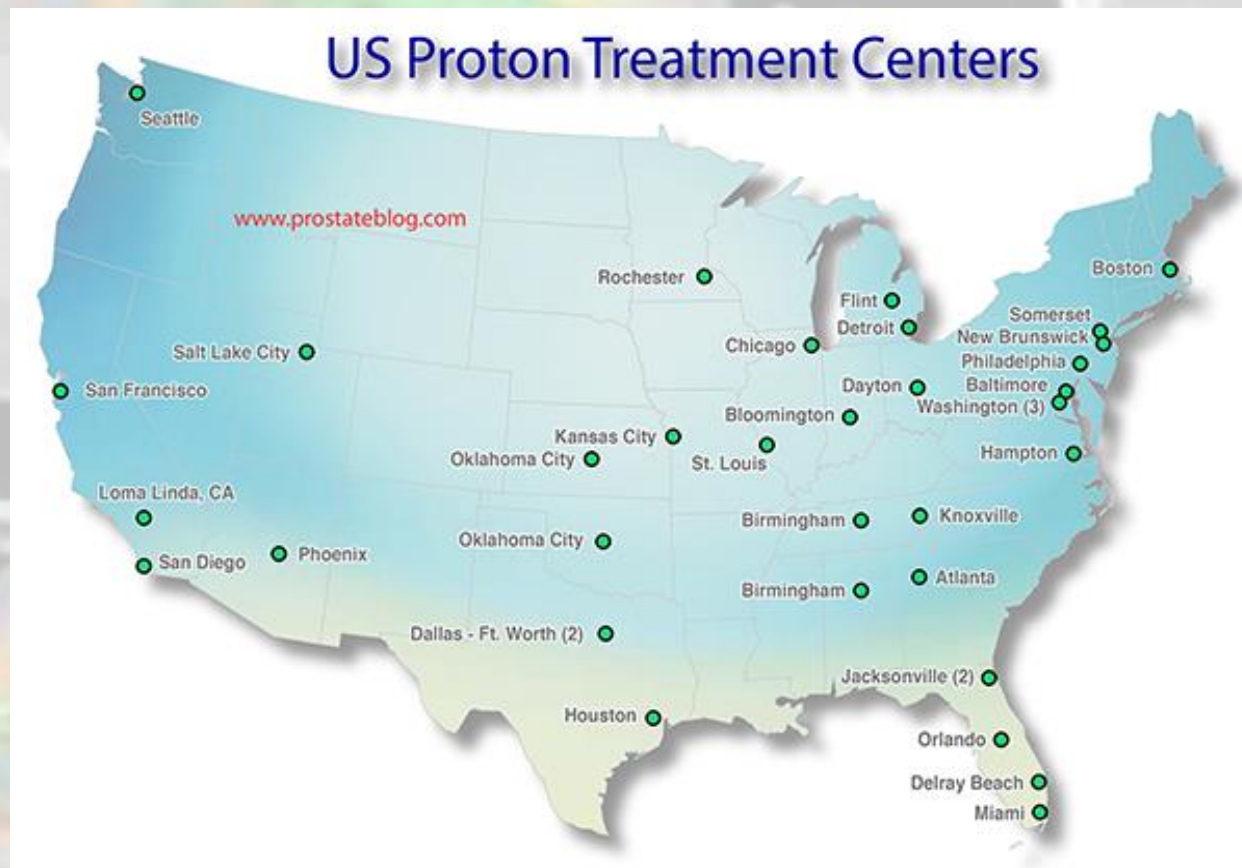 US Proton Treatment Centers
Seattle
www.prostateblog.com
Boston
Rochester
Flint
Somerset
Detroit
New Brunswick
Chicago
Salt Lake City
Philadelphia
San Francisco
Dayton
Baltimore
Washington (3)
Bloomington
Kansas City
Oklahoma City
St. Louis
Hampton
Loma Linda, CA
Birmingham
Knoxville
Oklahoma City
Phoenix
San Diego
Atlanta
Birmingham
Dallas - Ft. Worth (2)
Jacksonville (2)
Houston
Orlando
Delray Beach
Miami